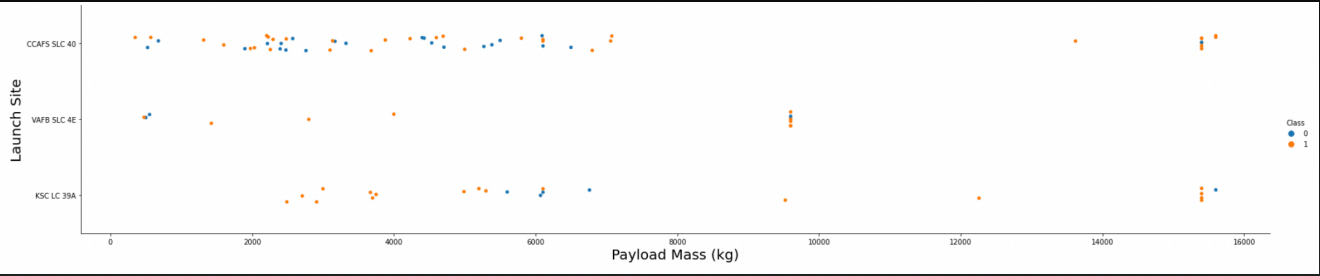 Launch Site
CCAFS SLC 40
VAFB SLC 4E
KSC LC 39A
0 2000 4000 6000 8000 10000 12000 14000 16000
Payload Mass (kg)
Class
0
1